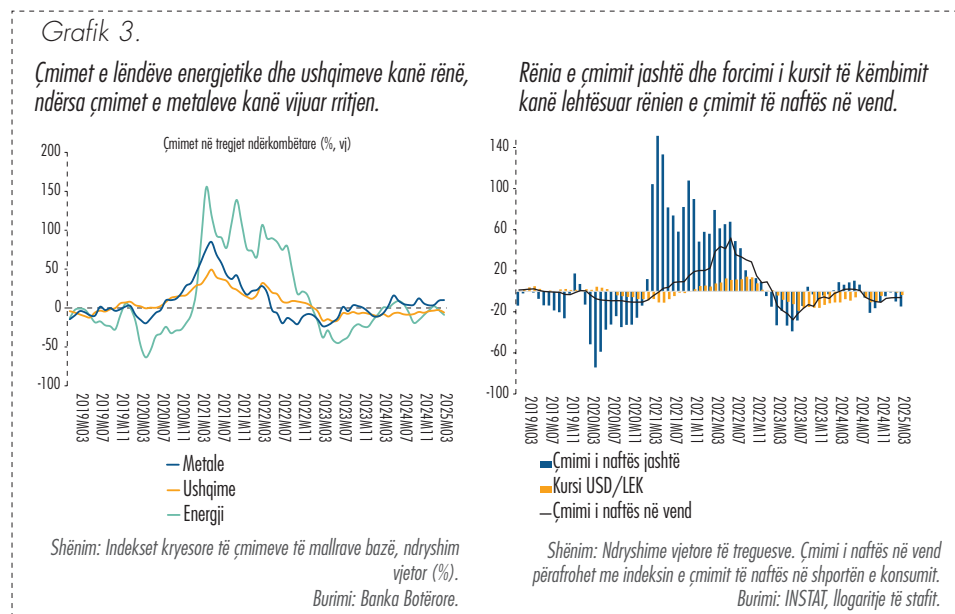 Grafik 3.
Çmimet e lëndëve energjetike dhe ushqimeve kanë rënë,
ndërsa çmimet e metaleve kanë vijuar rritjen.
Çmimet në tregjet ndërkombëtare (%, vj)
200
150
100
50
0
-50
-100
2019M03
2019M07
2019M11
2020M03
2020M07
2020M11
2021M03
2021M07
2021M11
2022M03
2022M07
2022M11
2023M03
2023M07
2023M11
2024M03
2024M07
2024M11
2025M03
Metale
Ushqime
Energji
Shënim: Indekset kryesore të çmimeve të mallrave bazë, ndryshim
vjetor (%).
Burimi: Banka Botërore.
Rënia e çmimit jashtë dhe forcimi i kursit të këmbimit
kanë lehtësuar rënien e çmimit të naftës në vend.
140
100
60
20
-20
-60
-100
2019M03
2019M07
2019M11
2020M03
2020M07
2020M11
2021M03
2021M07
2021M11
2022M03
2022M07
2022M11
2023M03
2023M07
2023M11
2024M03
2024M07
2024M11
2025M03
Çmimi i naftës jashtë
Kursi USD/LEK
Çmimi i naftës në vend
Shënim: Ndryshime vjetore të treguesve. Çmimi i naftës në vend
përafrohet me indeksin e çmimit të naftës në shportën e konsumit.
Burimi: INSTAT, llogaritje të stafit.